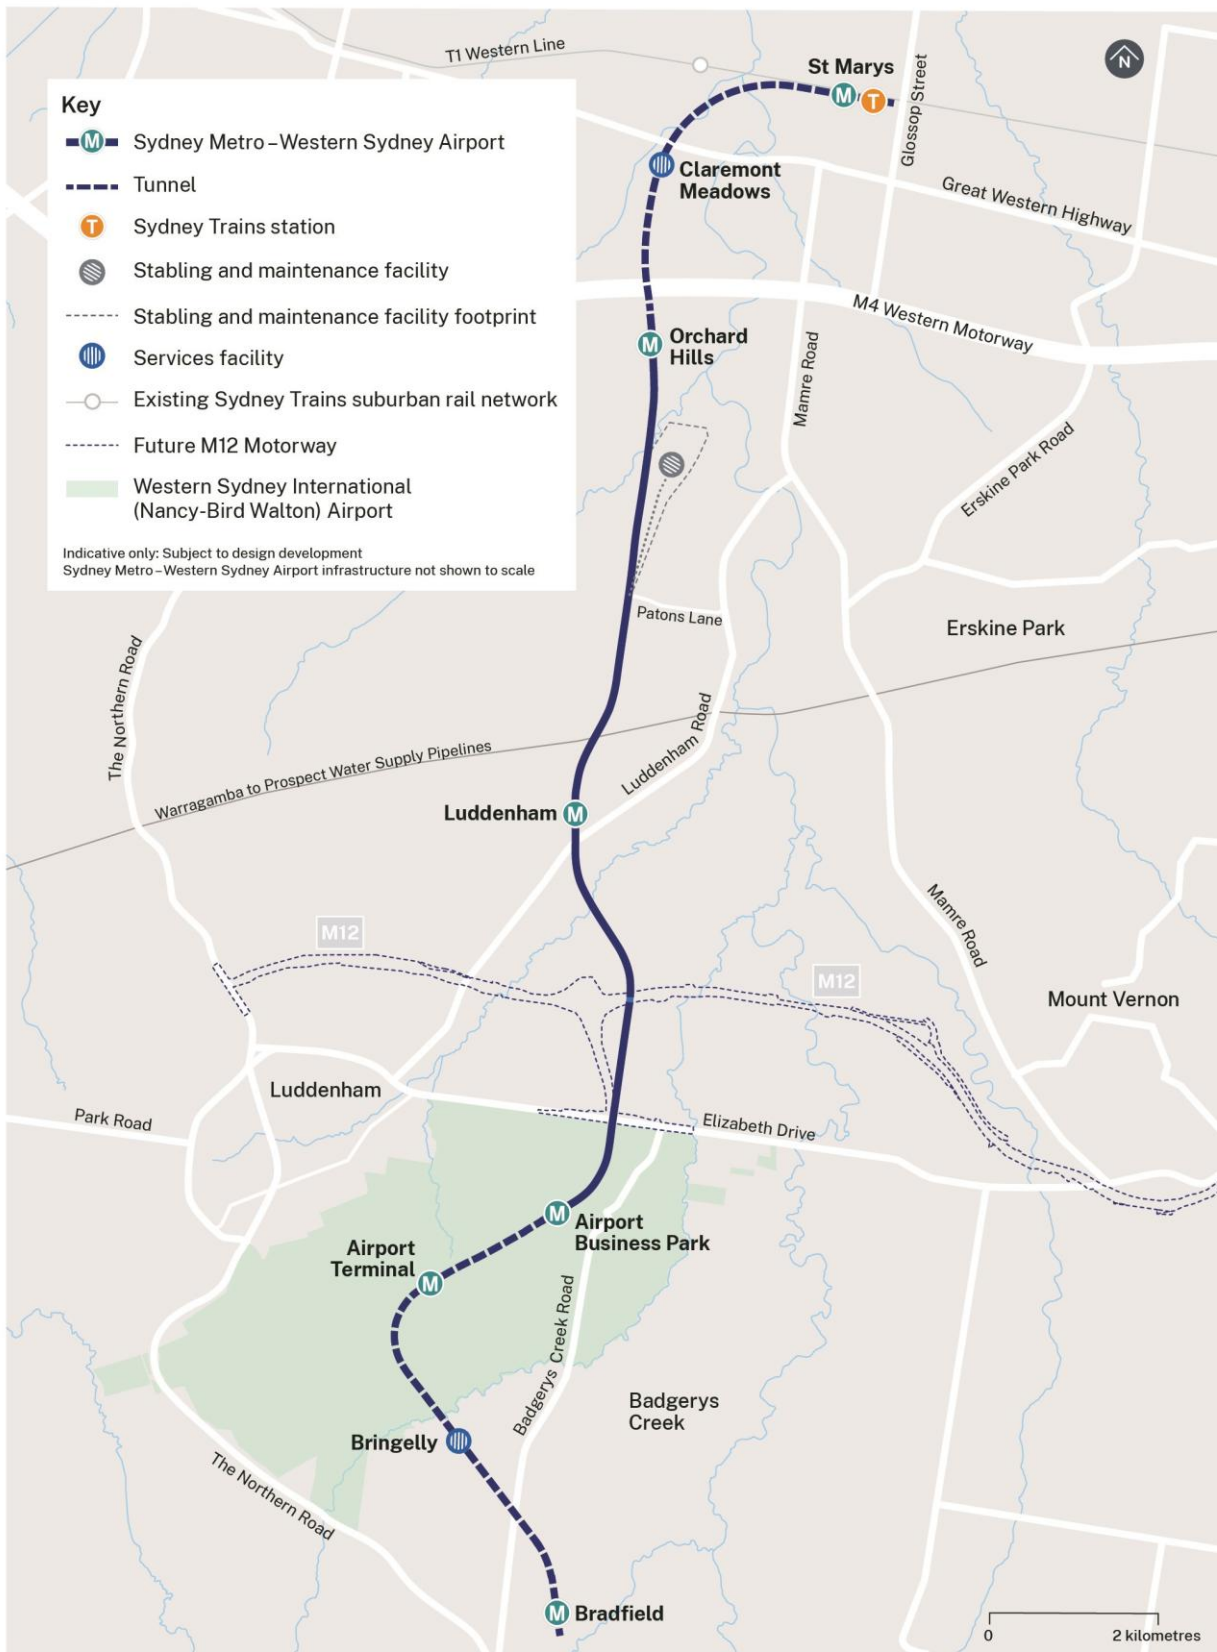 T1 Western Line
St Marys
N
M
T
Glossop Street
Key
M
Sydney Metro – Western Sydney Airport
Tunnel
T
Sydney Trains station
Stabling and maintenance facility
Stabling and maintenance facility footprint
Services facility
Existing Sydney Trains suburban rail network
Future M12 Motorway
Western Sydney International
(Nancy-Bird Walton) Airport
Indicative only: Subject to design development
Sydney Metro – Western Sydney Airport infrastructure not shown to scale
Claremont
Meadows
Great Western Highway
M4 Western Motorway
M
Orchard
Hills
Mamre Road
Erskine Park Road
Patons Lane
Erskine Park
The Northern Road
Luddenham Road
Warragamba to Prospect Water Supply Pipelines
Luddenham
M
Mamre Road
M12
M12
Mount Vernon
Luddenham
Park Road
Elizabeth Drive
M
Airport
Business Park
Airport
Terminal
M
Badgerys Creek Road
Badgerys
Creek
Bringelly
The Northern Road
M
Bradfield
0
2 kilometres